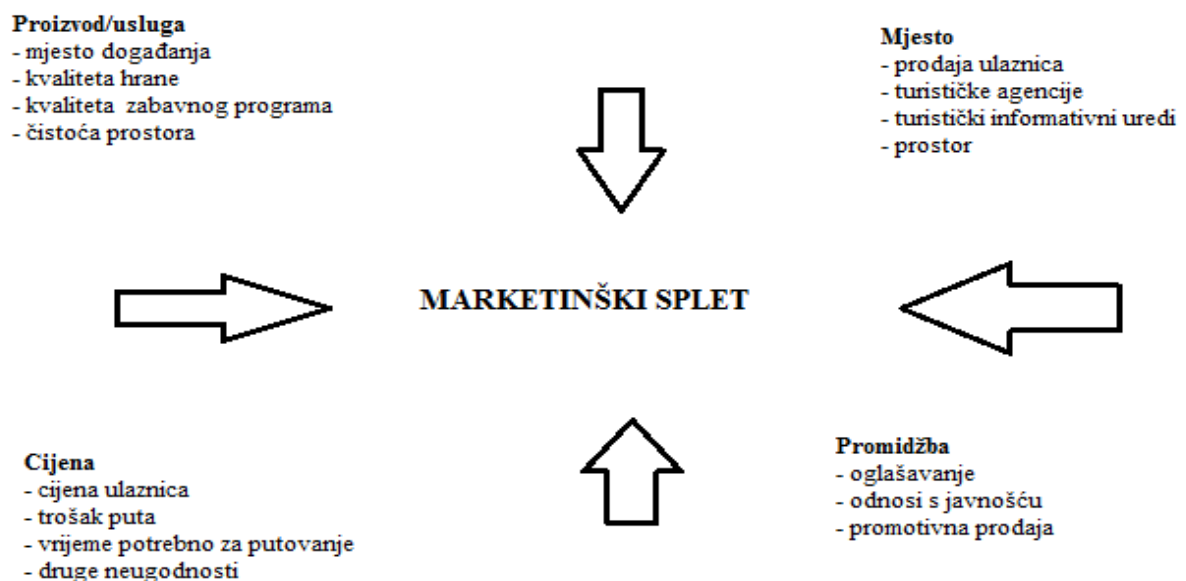 Proizvod/usluga
- mjesto događanja
- kvaliteta hrane
- kvaliteta zabavnog programa
- čistoća prostora
Mjesto
- prodaja ulaznica
- turističke agencije
- turistički informativni uredi
- prostor
MARKETINŠKI SPLET
Cijena
- cijena ulaznica
- trošak puta
- vrijeme potrebno za putovanje
- druge neugodnosti
Promidžba
- oglašavanje
- odnosi s javnošću
- promotivna prodaja